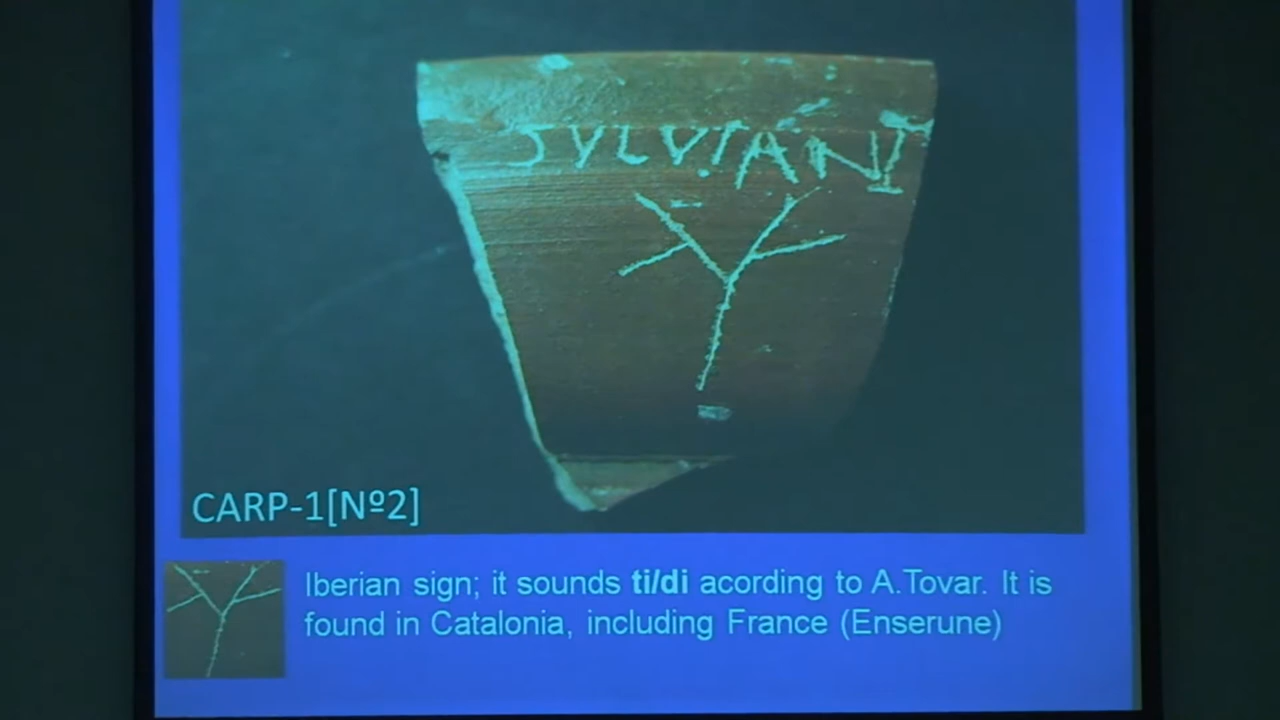 SYLVIANI
CARP-1[Nº2]
Iberian sign; it sounds ti/di acording to A.Tovar. It is
found in Catalonia, including France (Enserune)